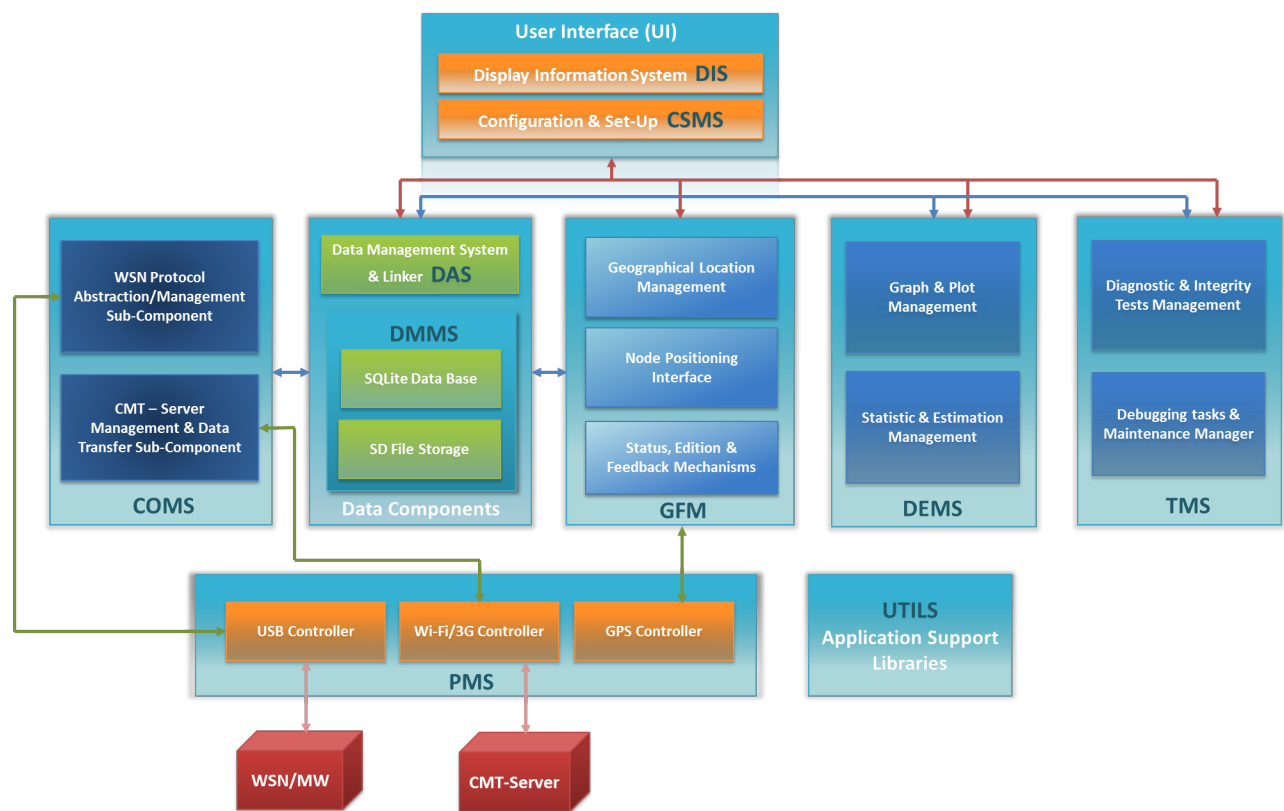 User Interface (UI)
Display Information System DIS
Configuration & Set-Up CSMS
WSN Protocol
Abstraction/Management
Sub-Component
CMT – Server
Management & Data
Transfer Sub-Component
COMS
Data Management System
& Linker DAS
DMMS
SQLite Data Base
SD File Storage
Data Components
Geographical Location
Management
Node Positioning
Interface
Status, Edition &
Feedback Mechanisms
GFM
Graph & Plot
Management
Statistic & Estimation
Management
DEMS
Diagnostic & Integrity
Tests Management
Debugging tasks &
Maintenance Manager
TMS
USB Controller
Wi-Fi/3G Controller
GPS Controller
PMS
UTILS
Application Support
Libraries
WSN/MW
CMT-Server